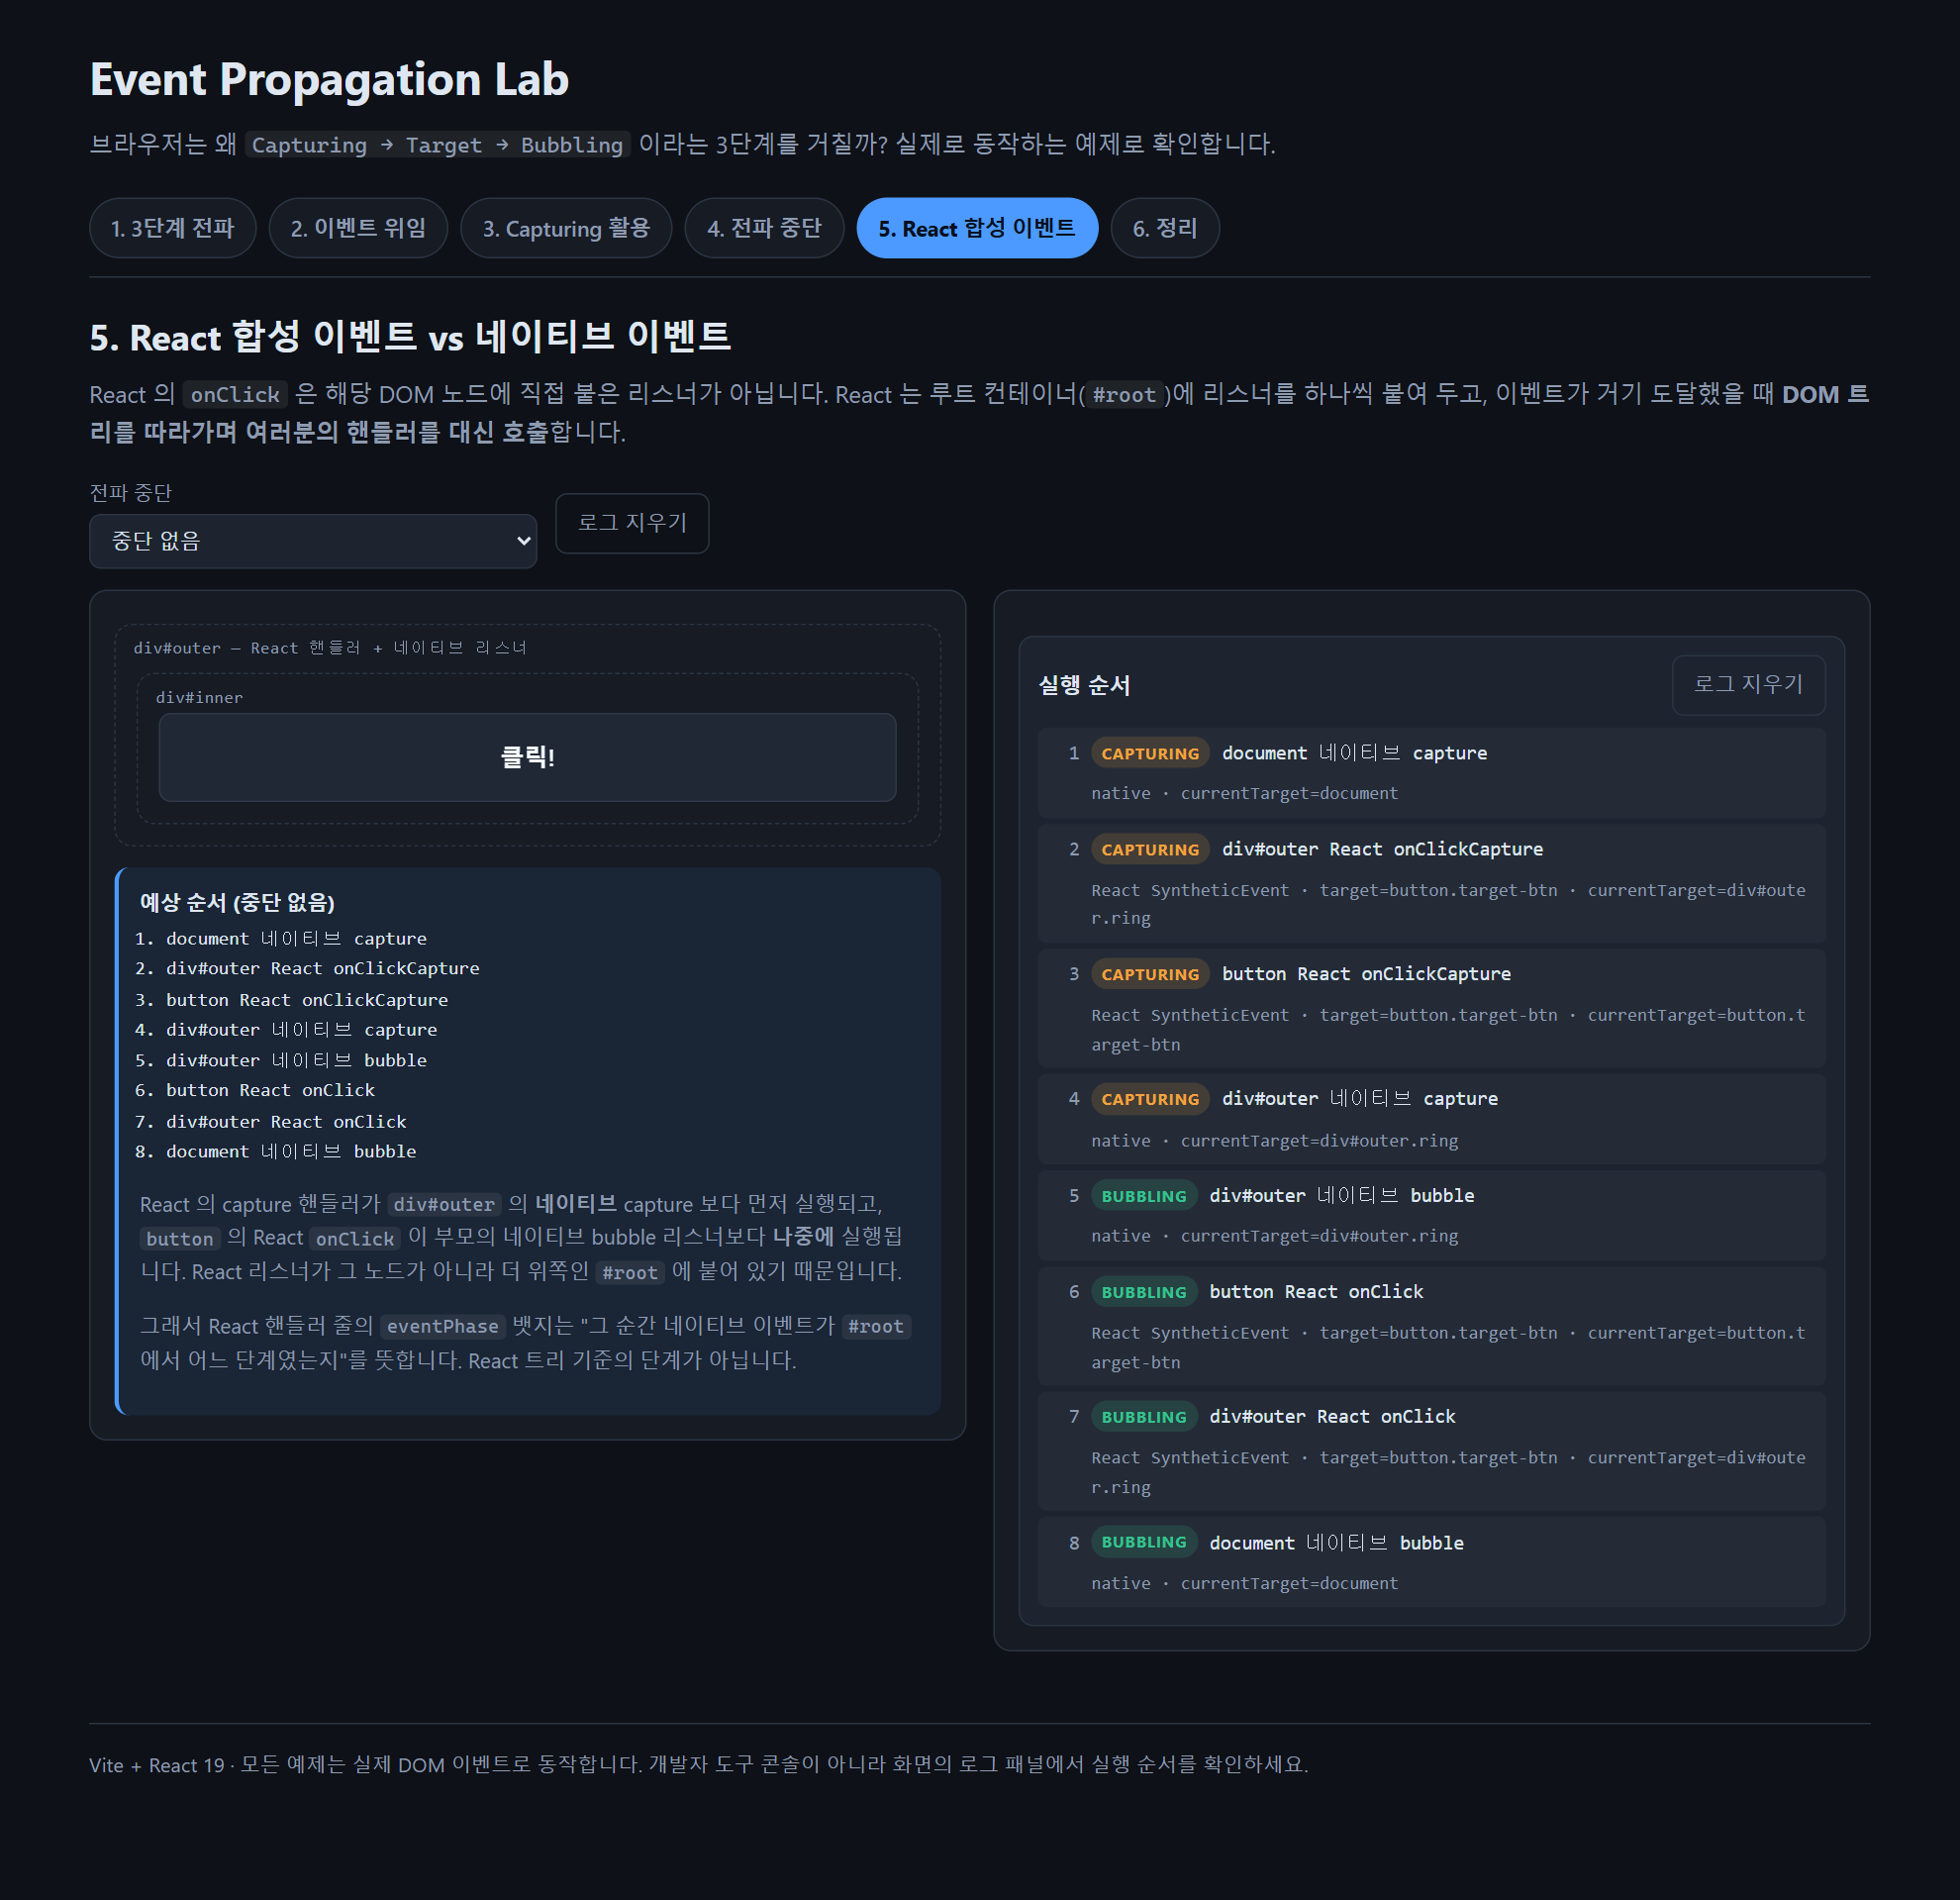 Event Propagation Lab
브라우저는 왜 Capturing → Target → Bubbling 이라는 3단계를 거칠까? 실제로 동작하는 예제로 확인합니다.
1. 3단계 전파
2. 이벤트 위임
3. Capturing 활용
4. 전파 중단
5. React 합성 이벤트
6. 정리
5. React 합성 이벤트 vs 네이티브 이벤트
React 의 onClick 은 해당 DOM 노드에 직접 붙은 리스너가 아닙니다. React 는 루트 컨테이너(#root)에 리스너를 하나씩 붙여 두고, 이벤트가 거기 도달했을 때 DOM 트
리를 따라가며 여러분의 핸들러를 대신 호출합니다.
전파 중단
중단 없음
로그 지우기
div#outer — React 핸들러 + 네이티브 리스너
div#inner
클릭!
예상 순서 (중단 없음)
1. document 네이티브 capture
2. div#outer React onClickCapture
3. button React onClickCapture
4. div#outer 네이티브 capture
5. div#outer 네이티브 bubble
6. button React onClick
7. div#outer React onClick
8. document 네이티브 bubble
React 의 capture 핸들러가 div#outer 의 네이티브 capture 보다 먼저 실행되고,
button 의 React onClick 이 부모의 네이티브 bubble 리스너보다 나중에 실행됩
니다. React 리스너가 그 노드가 아니라 더 위쪽인 #root 에 붙어 있기 때문입니다.
그래서 React 핸들러 줄의 eventPhase 뱃지는 "그 순간 네이티브 이벤트가 #root
에서 어느 단계였는지"를 뜻합니다. React 트리 기준의 단계가 아닙니다.
실행 순서
로그 지우기
1 CAPTURING document 네이티브 capture
native · currentTarget=document
2 CAPTURING div#outer React onClickCapture
React SyntheticEvent · target=button.target-btn · currentTarget=div#oute
r.ring
3 CAPTURING button React onClickCapture
React SyntheticEvent · target=button.target-btn · currentTarget=button.t
arget-btn
4 CAPTURING div#outer 네이티브 capture
native · currentTarget=div#outer.ring
5 BUBBLING div#outer 네이티브 bubble
native · currentTarget=div#outer.ring
6 BUBBLING button React onClick
React SyntheticEvent · target=button.target-btn · currentTarget=button.t
arget-btn
7 BUBBLING div#outer React onClick
React SyntheticEvent · target=button.target-btn · currentTarget=div#oute
r.ring
8 BUBBLING document 네이티브 bubble
native · currentTarget=document
Vite + React 19 · 모든 예제는 실제 DOM 이벤트로 동작합니다. 개발자 도구 콘솔이 아니라 화면의 로그 패널에서 실행 순서를 확인하세요.